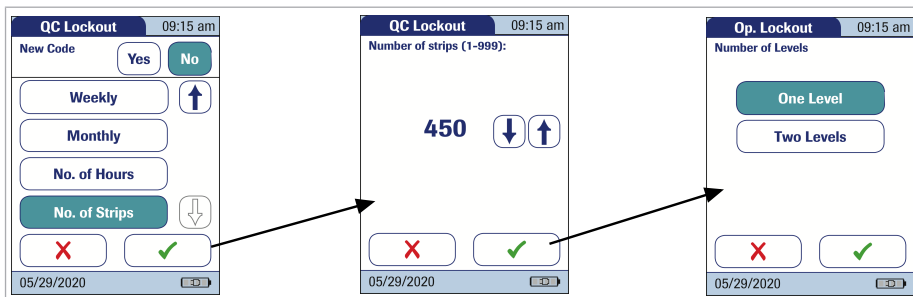 QC Lockout 09:15 am
New Code
Yes No
Weekly
Monthly
No. of Hours
No. of Strips
05/29/2020
QC Lockout 09:15 am
Number of strips (1-999):
450
05/29/2020
Op. Lockout 09:15 am
Number of Levels
One Level
Two Levels
05/29/2020